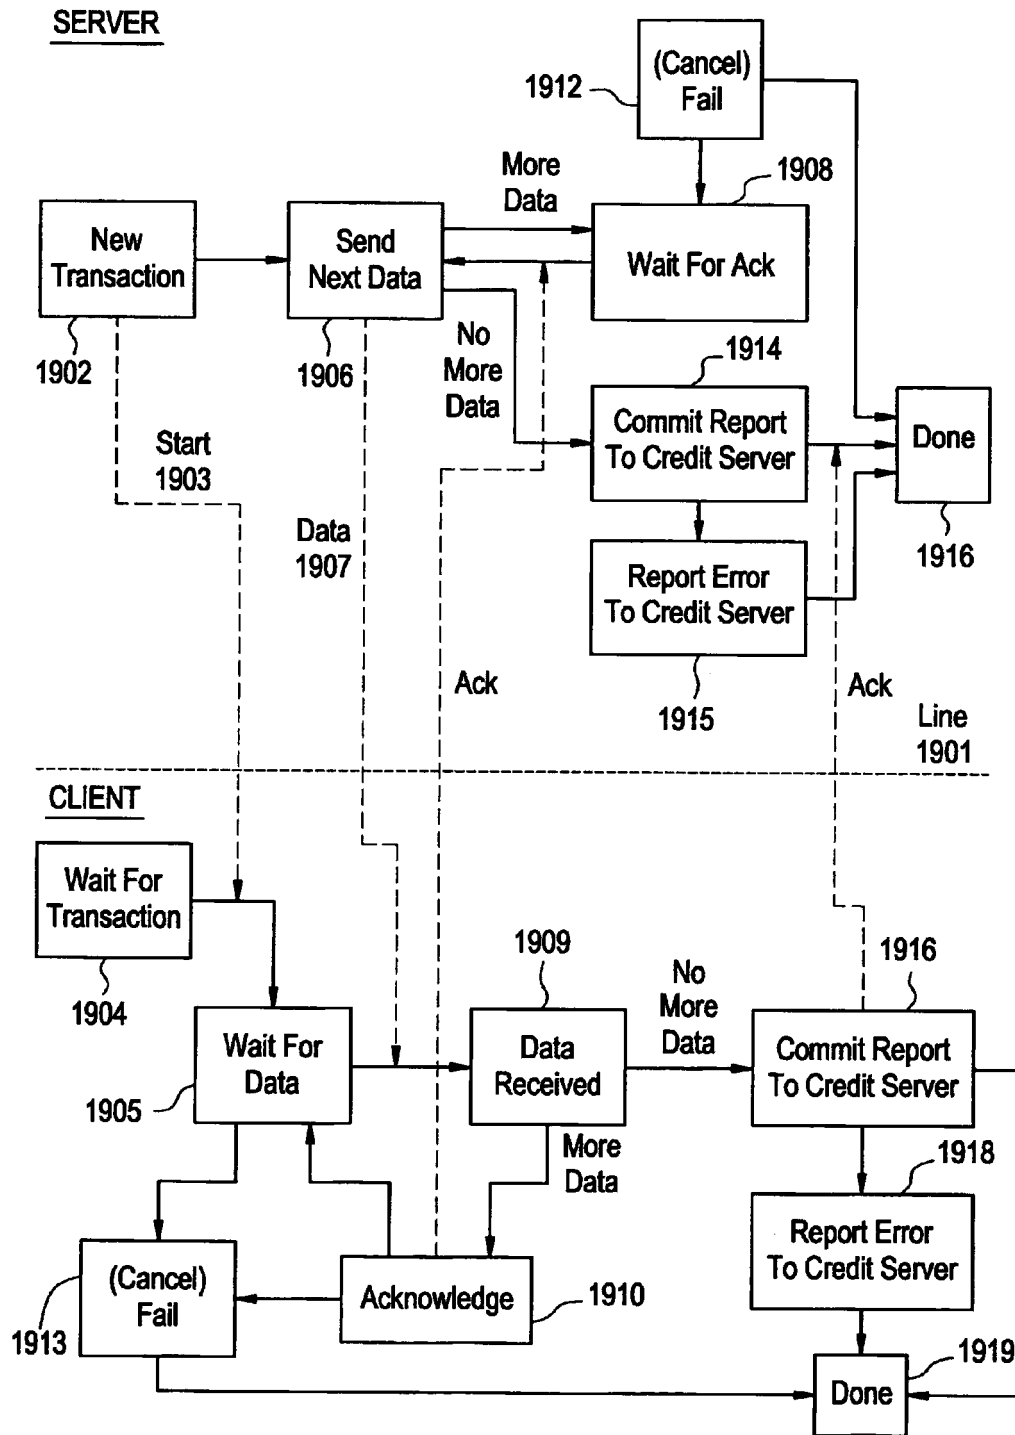 SERVER
(Cancel)
Fail
1912
More
Data
1908
New
Transaction
Send
Next Data
Wait For Ack
1902
1906
No
More
Data
1914
Start
1903
Commit Report
To Credit Server
Done
Data
1907
1916
Report Error
To Credit Server
Ack
1915
Ack
Line
1901
CLIENT
Wait For
Transaction
1904
1909
No
More
Data
1916
Wait For
Data
Data
Received
Commit Report
To Credit Server
1905
More
Data
1918
(Cancel)
Fail
Acknowledge
Report Error
To Credit Server
1910
1913
1919
Done